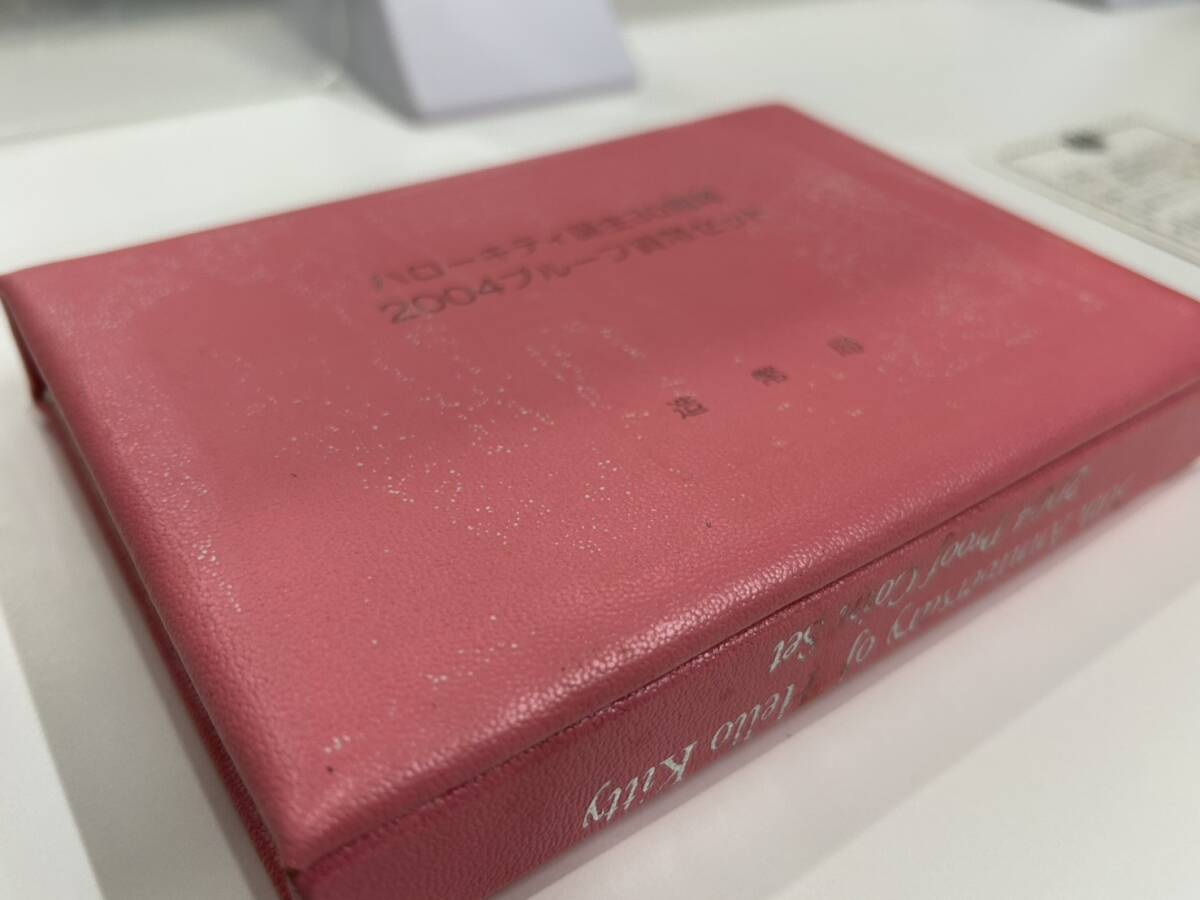 ハローキティ誕生30周年
2004プルーフ貨幣セット
造幣局
Anniversary of Hello Kitty
2004 Proof Coin Set